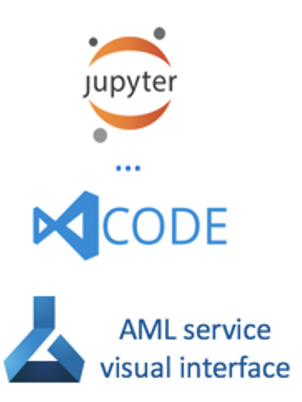 jupyter
...
CODE
AML service
visual interface